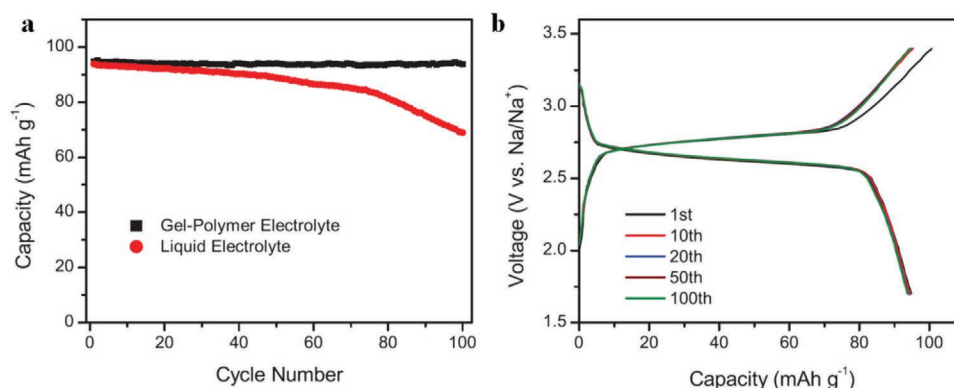 a
100
80
60
40
20
0
Capacity (mAh g⁻¹)
Gel-Polymer Electrolyte
Liquid Electrolyte
0 20 40 60 80 100
Cycle Number
b
3.5
3.0
2.5
2.0
1.5
Voltage (V vs. Na/Na⁺)
1st
10th
20th
50th
100th
0 20 40 60 80 100
Capacity (mAh g⁻¹)